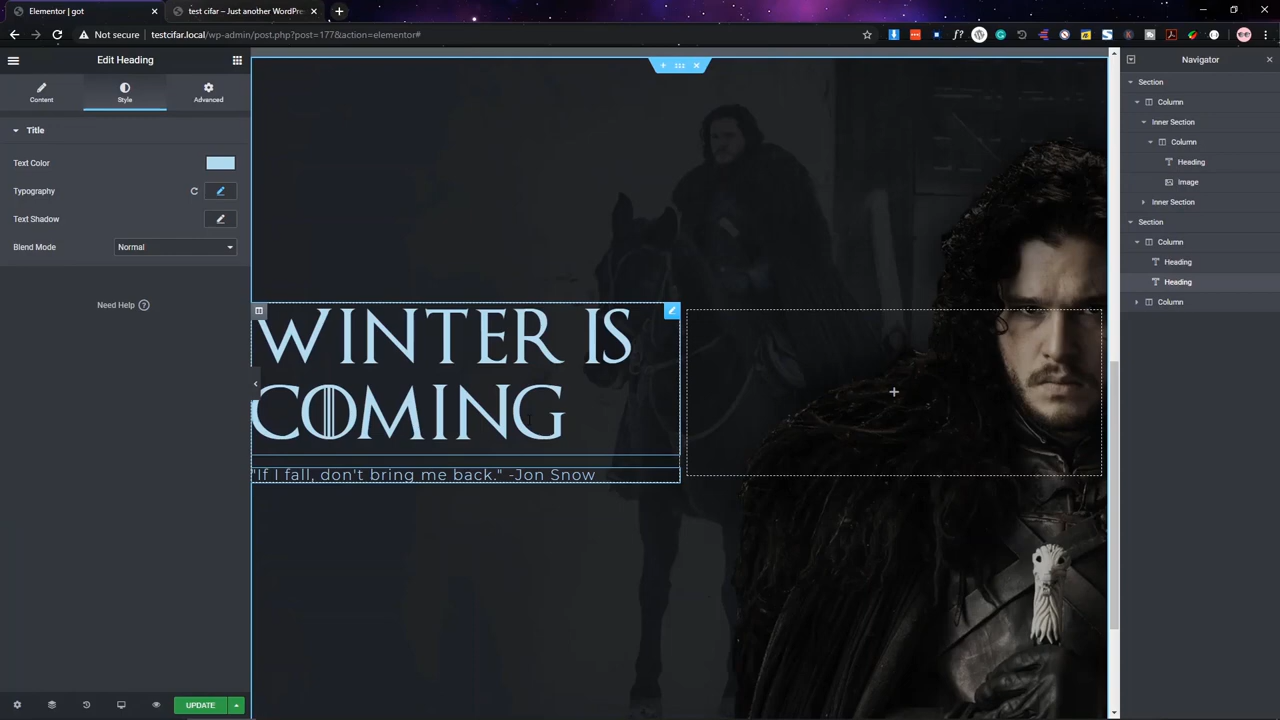 Elementor | got
test cifar – Just another WordPre
Not secure
testcifar.local/wp-admin/post.php?post=177&action=elementor#
Edit Heading
Navigator
Content
Style
Advanced
Title
Text Color
Typography
Text Shadow
Blend Mode
Normal
Need Help
WINTER IS
COMING
"If I fall, don't bring me back." -Jon Snow
Section
Column
Inner Section
Column
Heading
Image
Inner Section
Section
Column
Heading
Heading
Column
UPDATE